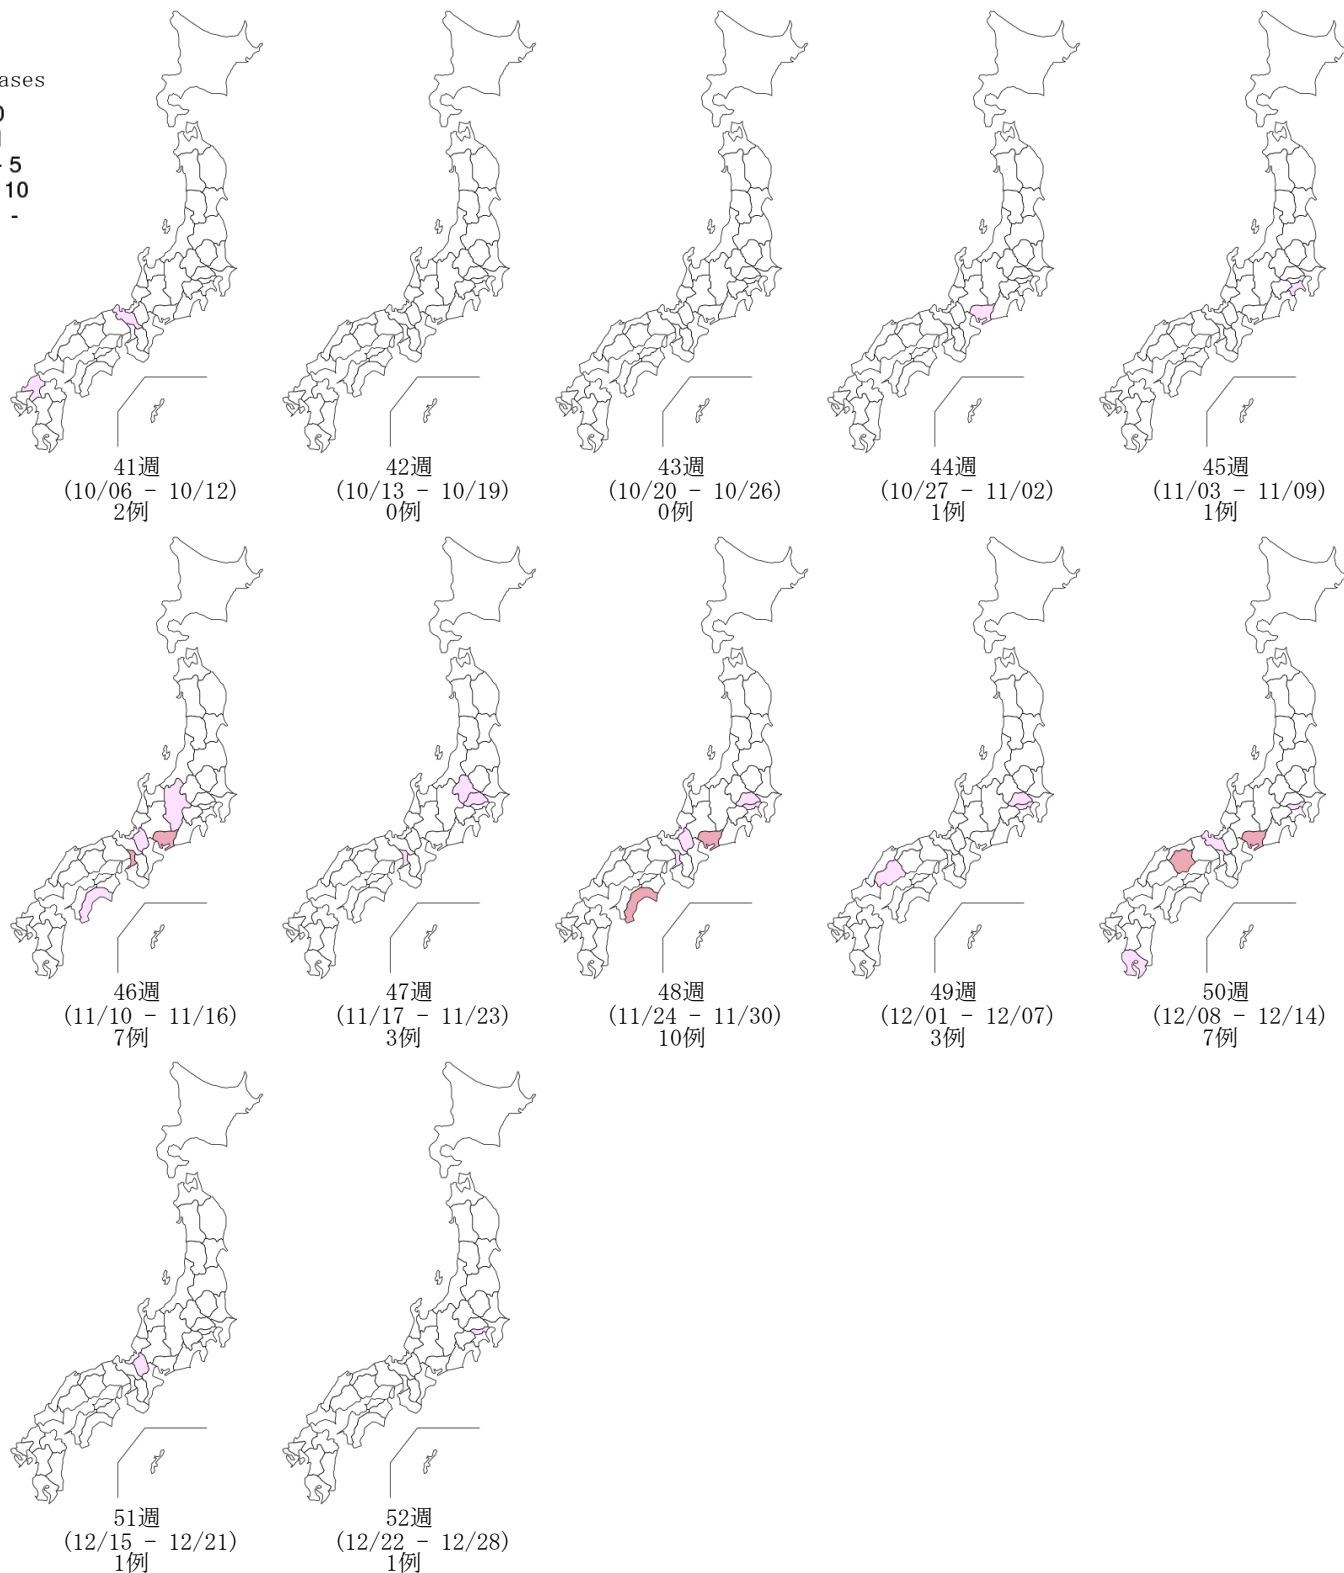 ases
0
- 5
10
-
41週
(10/06 - 10/12)
2例
42週
(10/13 - 10/19)
0例
43週
(10/20 - 10/26)
0例
44週
(10/27 - 11/02)
1例
45週
(11/03 - 11/09)
1例
46週
(11/10 - 11/16)
7例
47週
(11/17 - 11/23)
3例
48週
(11/24 - 11/30)
10例
49週
(12/01 - 12/07)
3例
50週
(12/08 - 12/14)
7例
51週
(12/15 - 12/21)
1例
52週
(12/22 - 12/28)
1例